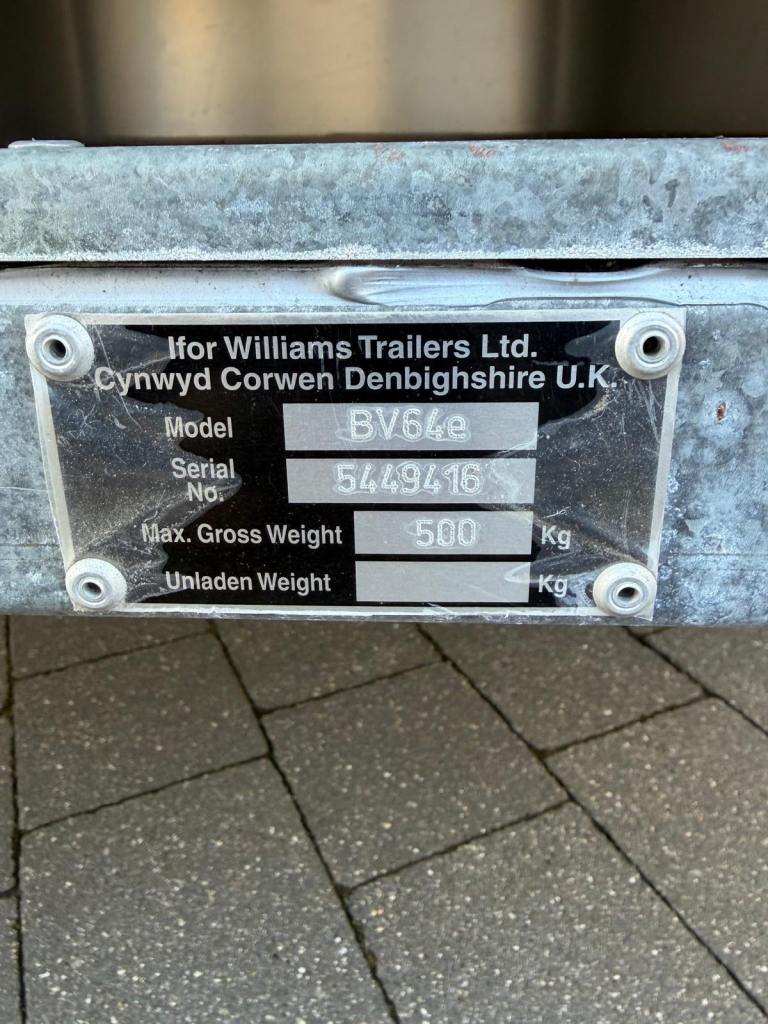 Ifor Williams Trailers Ltd.
Cynwyd Corwen Denbighshire U.K.
Model BV64e
Serial No. 5449416
Max. Gross Weight 500 Kg
Unladen Weight Kg